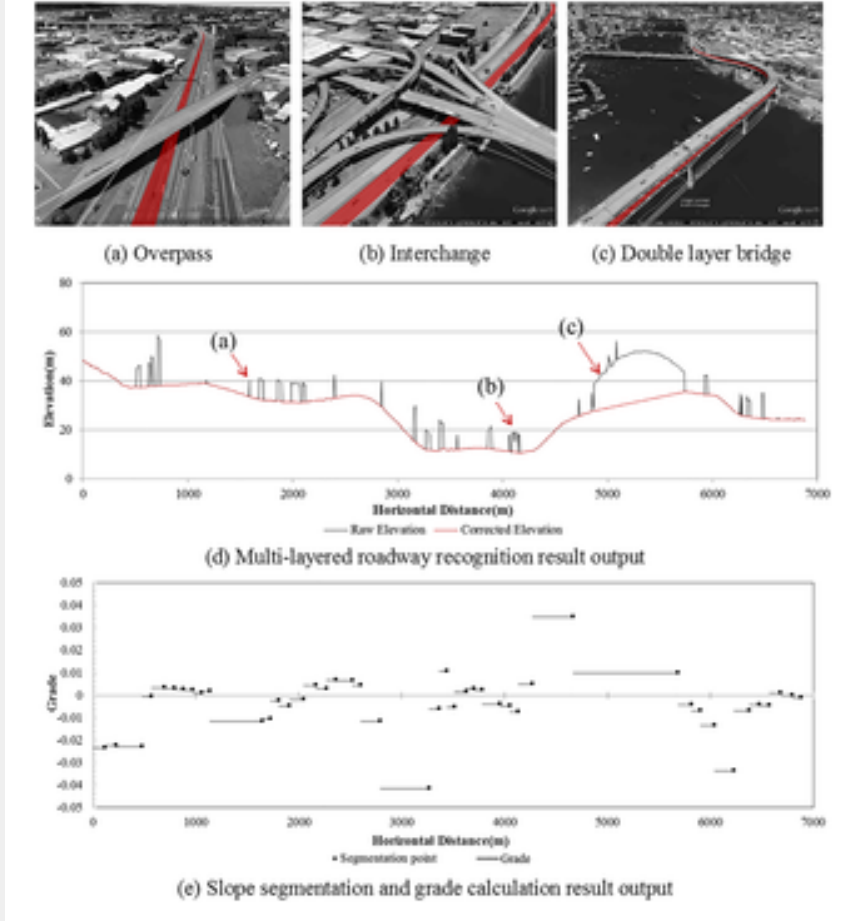 (a) Overpass
(b) Interchange
(c) Double layer bridge
80
60
40
20
0
Elevation(m)
(a)
(b)
(c)
0 1000 2000 3000 4000 5000 6000 7000
Horizontal Distance(m)
Raw Elevation Corrected Elevation
(d) Multi-layered roadway recognition result output
0.05
0.04
0.03
0.02
0.01
0
-0.01
-0.02
-0.03
-0.04
-0.05
Grade
0 1000 2000 3000 4000 5000 6000 7000
Horizontal Distance(m)
Segmentation point Grade
(e) Slope segmentation and grade calculation result output